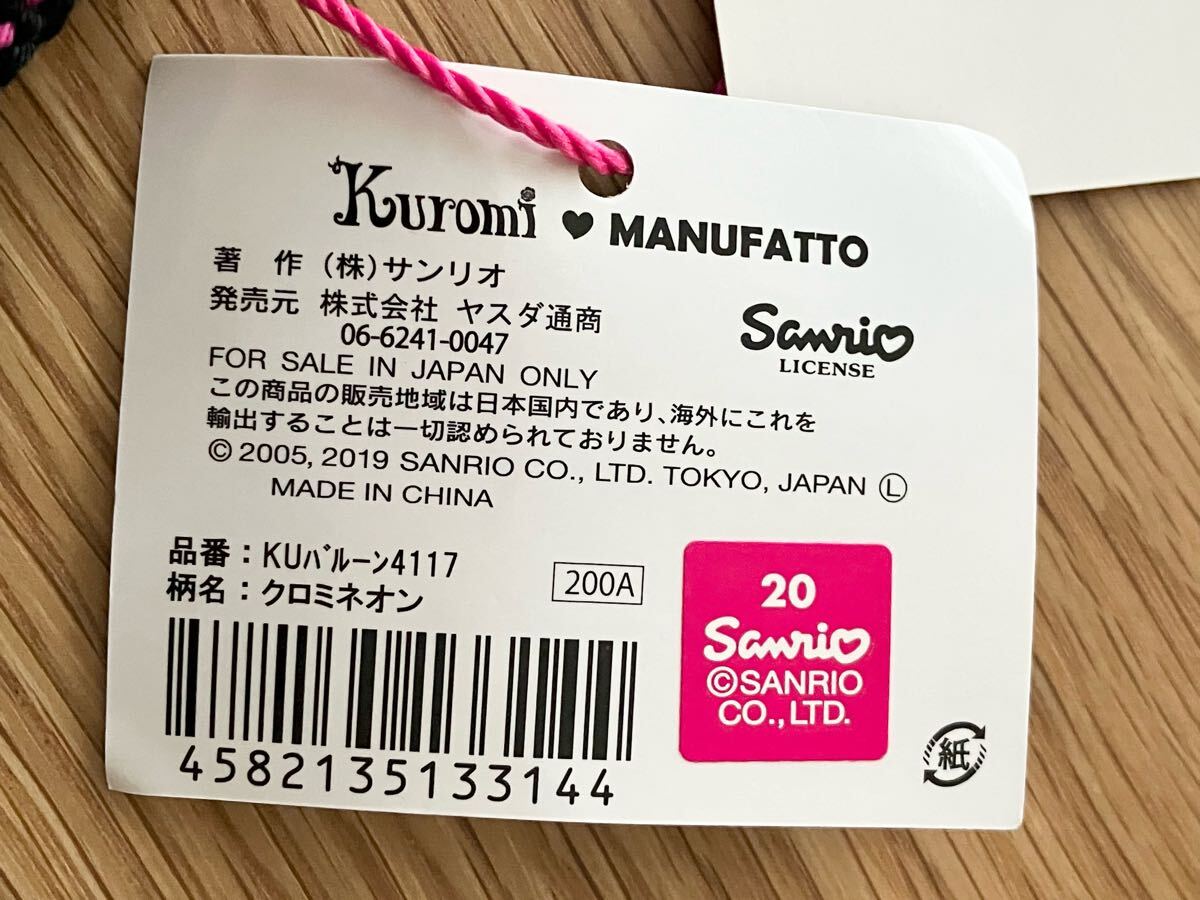 Kuromi ♥ MANUFATTO
著 作 (株)サンリオ
発売元 株式会社 ヤスダ通商
06-6241-0047
Sanrio
LICENSE
FOR SALE IN JAPAN ONLY
この商品の販売地域は日本国内であり、海外にこれを
輸出することは一切認められておりません。
© 2005, 2019 SANRIO CO., LTD. TOKYO, JAPAN Ⓛ
MADE IN CHINA
品番：KUﾊﾞﾙｰﾝ4117
柄名：クロミネオン
200A
4582135133144
20
Sanrio
©SANRIO
CO.,LTD.
紙